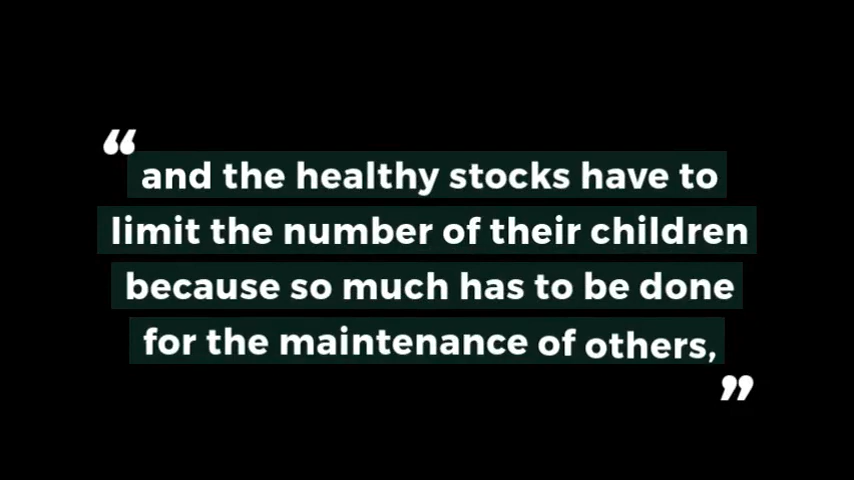 “and the healthy stocks have to
limit the number of their children
because so much has to be done
for the maintenance of others,”